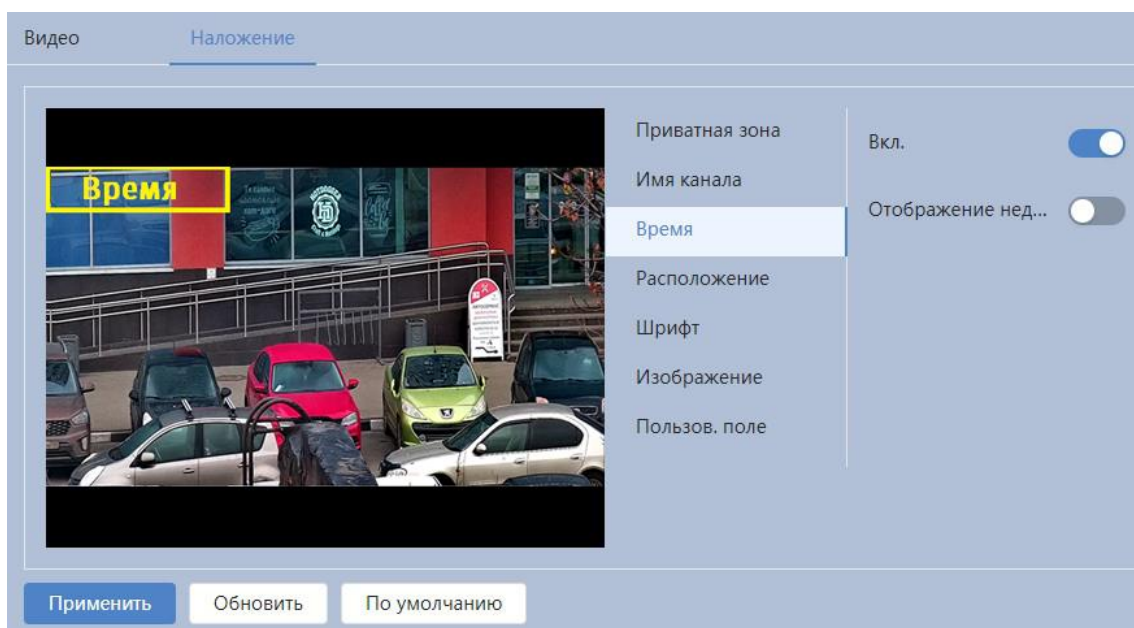 Видео
Наложение
Время
Приватная зона
Имя канала
Время
Расположение
Шрифт
Изображение
Пользов. поле
Вкл.
Отображение нед...
Применить
Обновить
По умолчанию